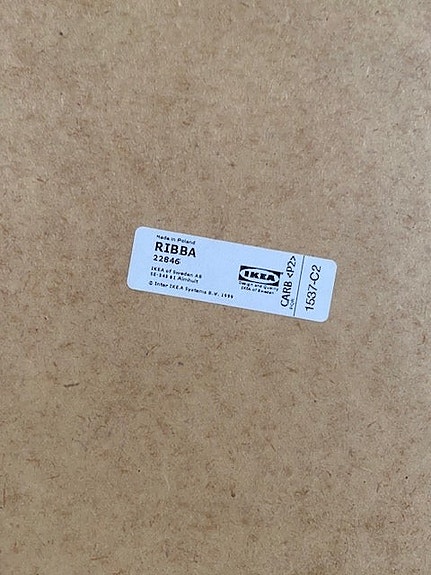 Made in Poland
RIBBA
22846
IKEA of Sweden AB
SE-343 81 Älmhult
© Inter IKEA Systems B.V. 1999
IKEA
Design and Quality
IKEA of Sweden
CARB <P2>
1537-C2